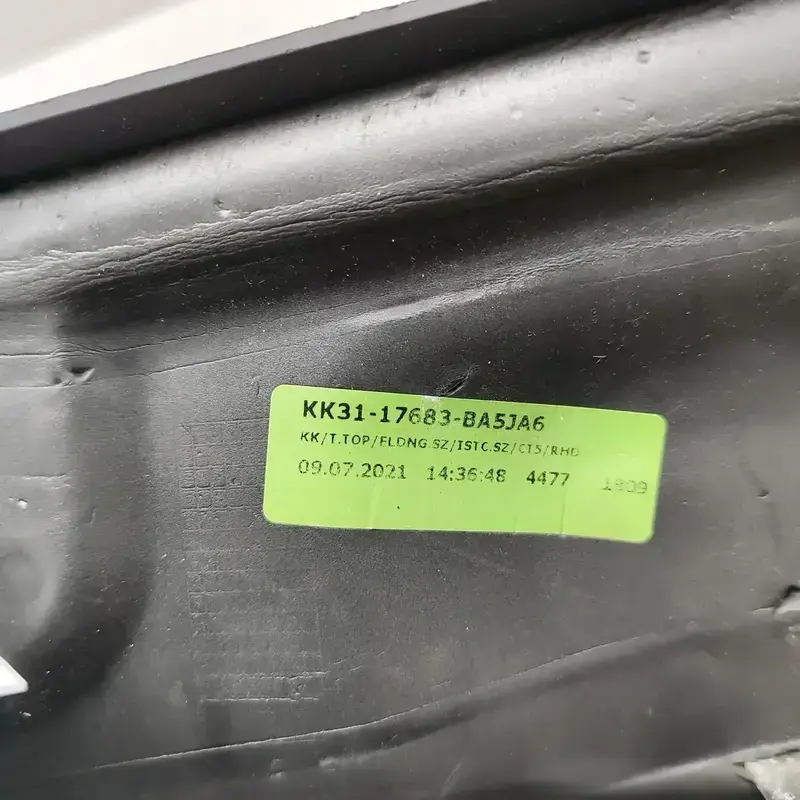 KK31-17683-BA5JA6
KK/T.TOP/FLDNG.SZ/ISTC.SZ/CT5/RHD
09.07.2021 14:36:48 4477 1809